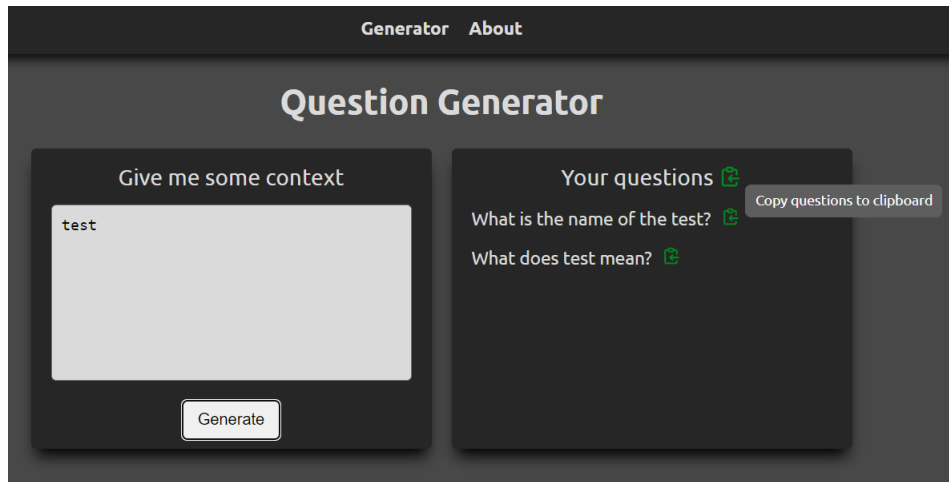 Generator About
Question Generator
Give me some context
test
Generate
Your questions
Copy questions to clipboard
What is the name of the test?
What does test mean?